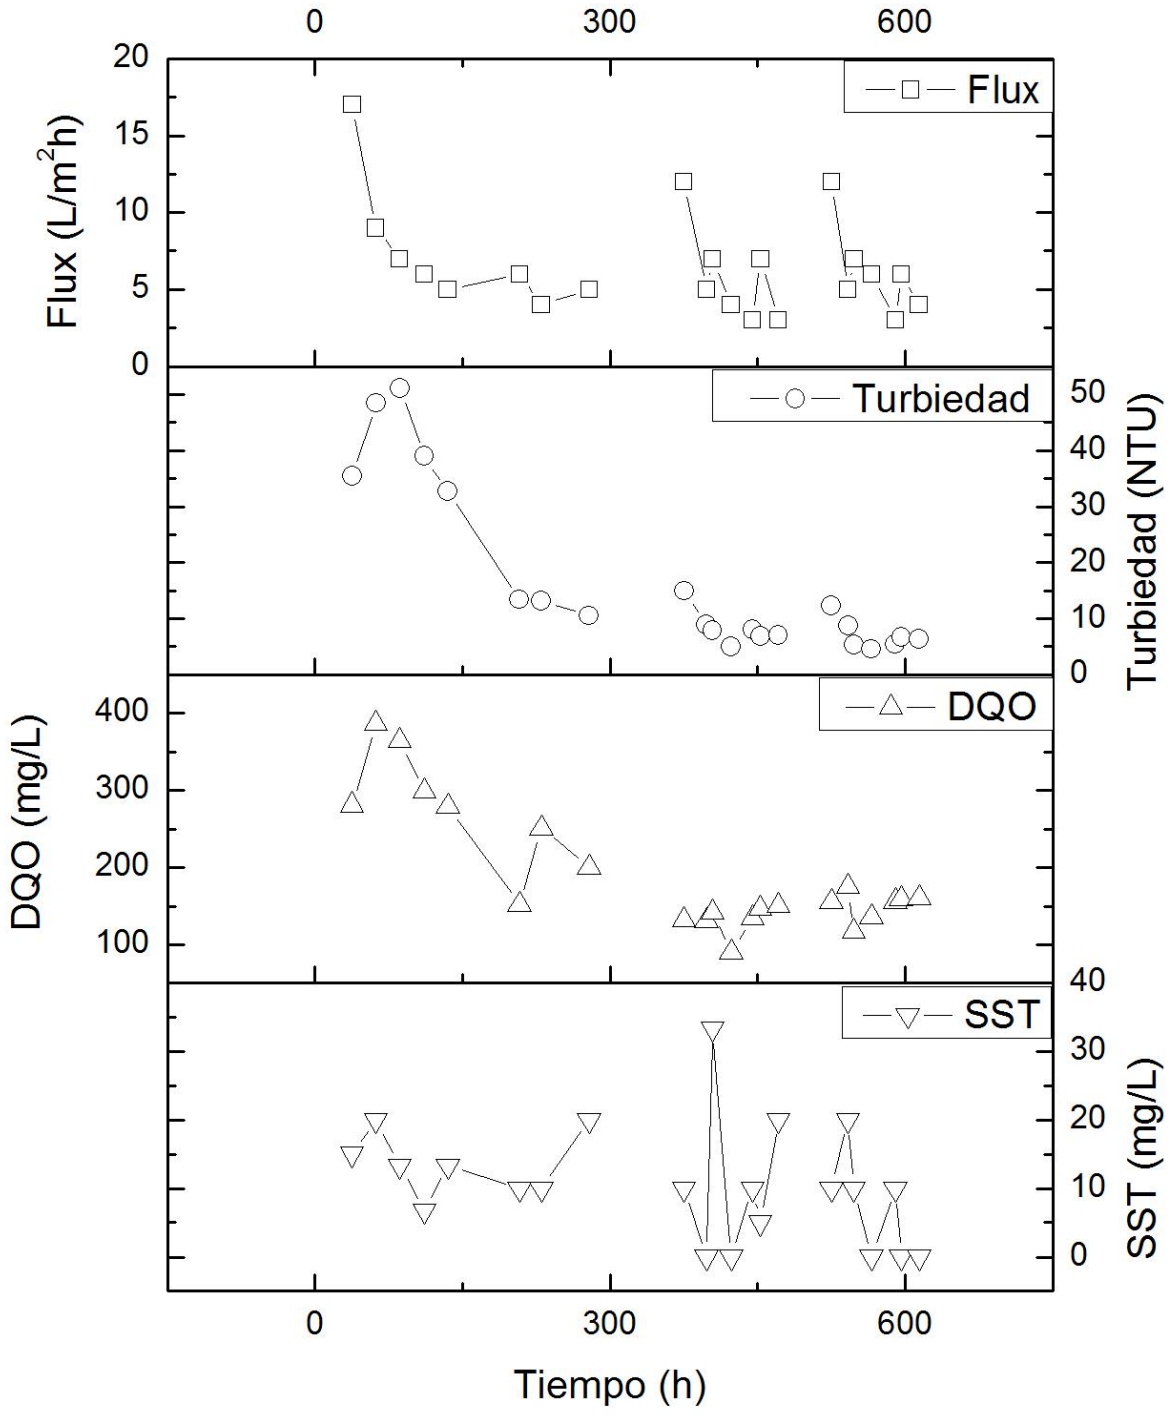 0 300 600
20
15
10
5
0
Flux (L/m²h)
Flux
50
40
30
20
10
0
Turbiedad (NTU)
Turbiedad
400
300
200
100
DQO (mg/L)
DQO
40
30
20
10
0
SST (mg/L)
SST
0 300 600
Tiempo (h)